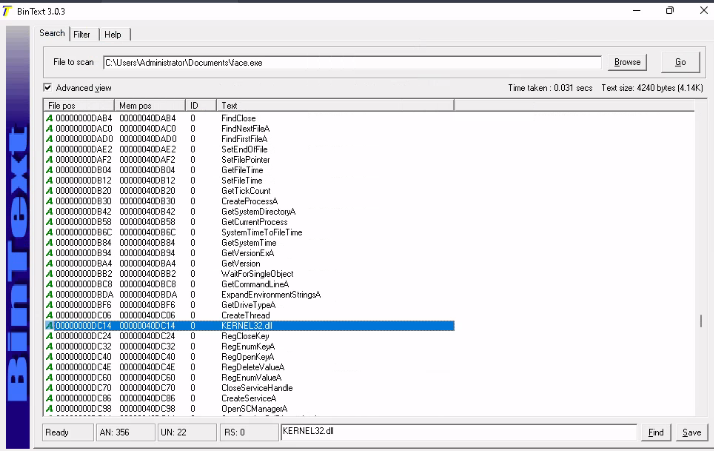 BinText 3.0.3
Search Filter Help
File to scan C:\Users\Administrator\Documents\face.exe Browse Go
Advanced view Time taken : 0.031 secs Text size: 4240 bytes (4.14K)
File pos Mem pos ID Text
A 00000000DAB4 00000040DAB4 0 FindClose
A 00000000DAC0 00000040DAC0 0 FindNextFileA
A 00000000DAD0 00000040DAD0 0 FindFirstFileA
A 00000000DAE2 00000040DAE2 0 SetEndOfFile
A 00000000DAF2 00000040DAF2 0 SetFilePointer
A 00000000DB04 00000040DB04 0 GetFileTime
A 00000000DB12 00000040DB12 0 SetFileTime
A 00000000DB20 00000040DB20 0 GetTickCount
A 00000000DB30 00000040DB30 0 CreateProcessA
A 00000000DB42 00000040DB42 0 GetSystemDirectoryA
A 00000000DB58 00000040DB58 0 GetCurrentProcess
A 00000000DB6C 00000040DB6C 0 SystemTimeToFileTime
A 00000000DB84 00000040DB84 0 GetSystemTime
A 00000000DB94 00000040DB94 0 GetVersionExA
A 00000000DBA4 00000040DBA4 0 GetVersion
A 00000000DBB2 00000040DBB2 0 WaitForSingleObject
A 00000000DBC8 00000040DBC8 0 GetCommandLineA
A 00000000DBDA 00000040DBDA 0 ExpandEnvironmentStringsA
A 00000000DBF6 00000040DBF6 0 GetDriveTypeA
A 00000000DC06 00000040DC06 0 CreateThread
A 00000000DC14 00000040DC14 0 KERNEL32.dll
A 00000000DC24 00000040DC24 0 RegCloseKey
A 00000000DC32 00000040DC32 0 RegEnumKeyA
A 00000000DC40 00000040DC40 0 RegOpenKeyA
A 00000000DC4E 00000040DC4E 0 RegDeleteValueA
A 00000000DC60 00000040DC60 0 RegEnumValueA
A 00000000DC70 00000040DC70 0 CloseServiceHandle
A 00000000DC86 00000040DC86 0 CreateServiceA
A 00000000DC98 00000040DC98 0 OpenSCManagerA
Ready AN: 356 UN: 22 RS: 0 KERNEL32.dll Find Save
BinText